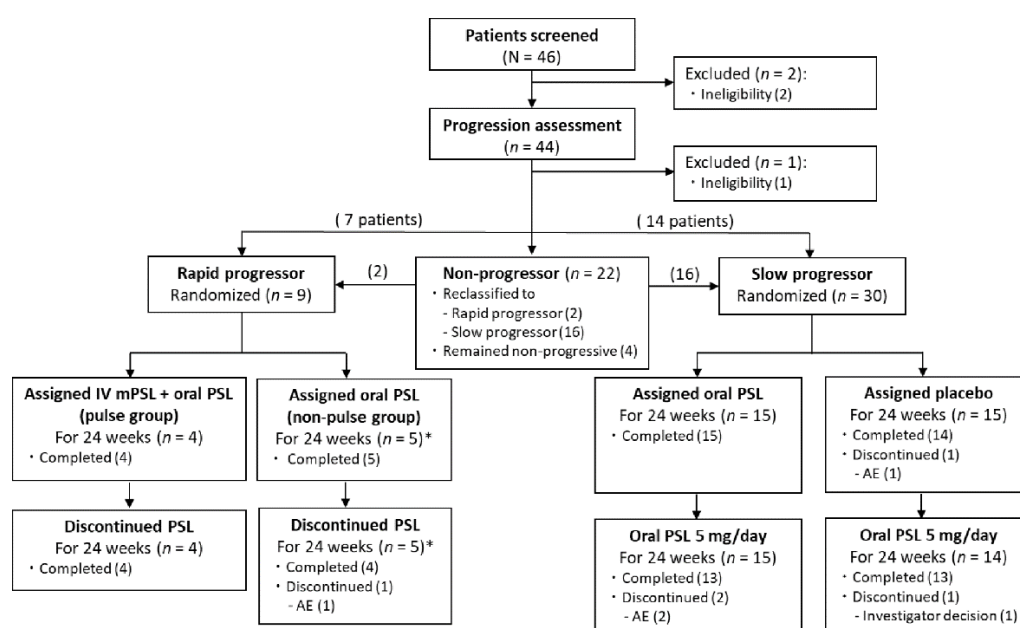 Patients screened
(N = 46)
Excluded (n = 2):
・Ineligibility (2)
Progression assessment
(n = 44)
Excluded (n = 1):
・Ineligibility (1)
( 7 patients)
( 14 patients)
Rapid progressor
Randomized (n = 9)
(2)
Non-progressor (n = 22)
・Reclassified to
- Rapid progressor (2)
- Slow progressor (16)
・Remained non-progressive (4)
(16)
Slow progressor
Randomized (n = 30)
Assigned IV mPSL + oral PSL
(pulse group)
For 24 weeks (n = 4)
・Completed (4)
Assigned oral PSL
(non-pulse group)
For 24 weeks (n = 5)*
・Completed (5)
Assigned oral PSL
For 24 weeks (n = 15)
・Completed (15)
Assigned placebo
For 24 weeks (n = 15)
・Completed (14)
・Discontinued (1)
- AE (1)
Discontinued PSL
For 24 weeks (n = 4)
・Completed (4)
Discontinued PSL
For 24 weeks (n = 5)*
・Completed (4)
・Discontinued (1)
- AE (1)
Oral PSL 5 mg/day
For 24 weeks (n = 15)
・Completed (13)
・Discontinued (2)
- AE (2)
Oral PSL 5 mg/day
For 24 weeks (n = 14)
・Completed (13)
・Discontinued (1)
- Investigator decision (1)